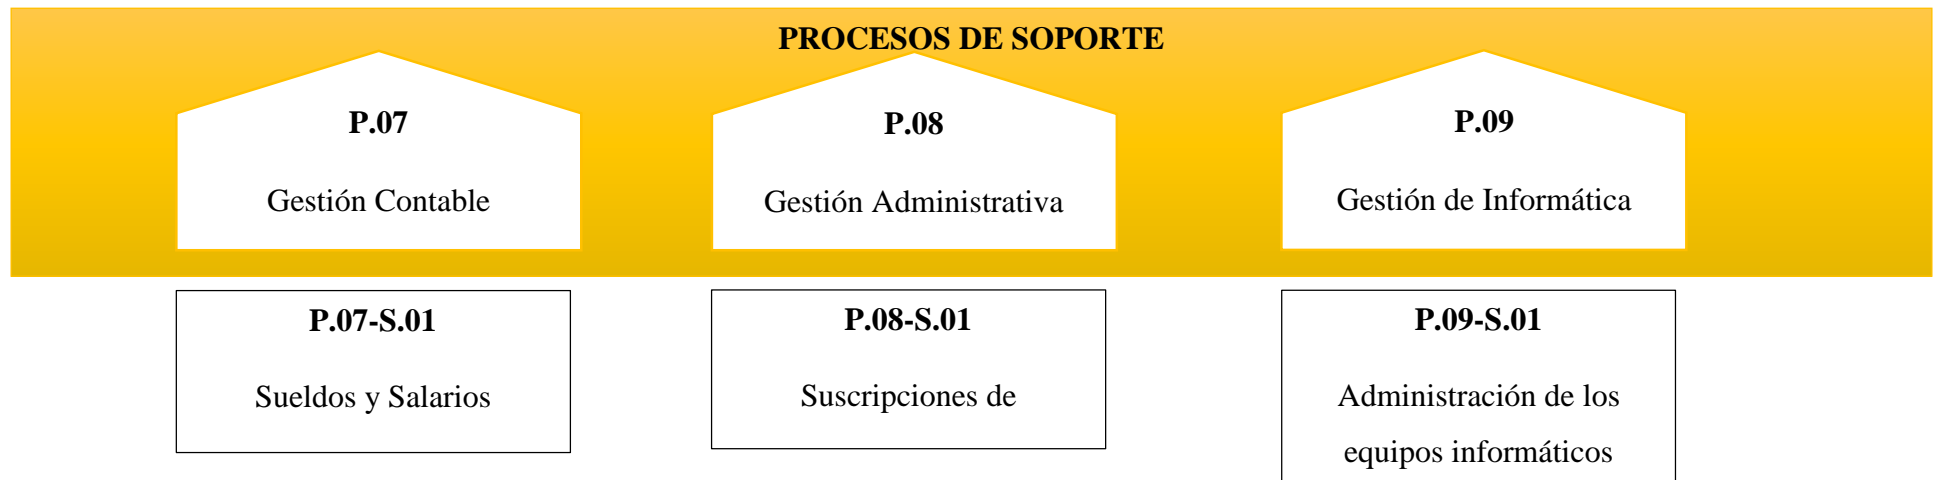 PROCESOS DE SOPORTE
P.07
Gestión Contable
P.08
Gestión Administrativa
P.09
Gestión de Informática
P.07-S.01
Sueldos y Salarios
P.08-S.01
Suscripciones de
P.09-S.01
Administración de los
equipos informáticos